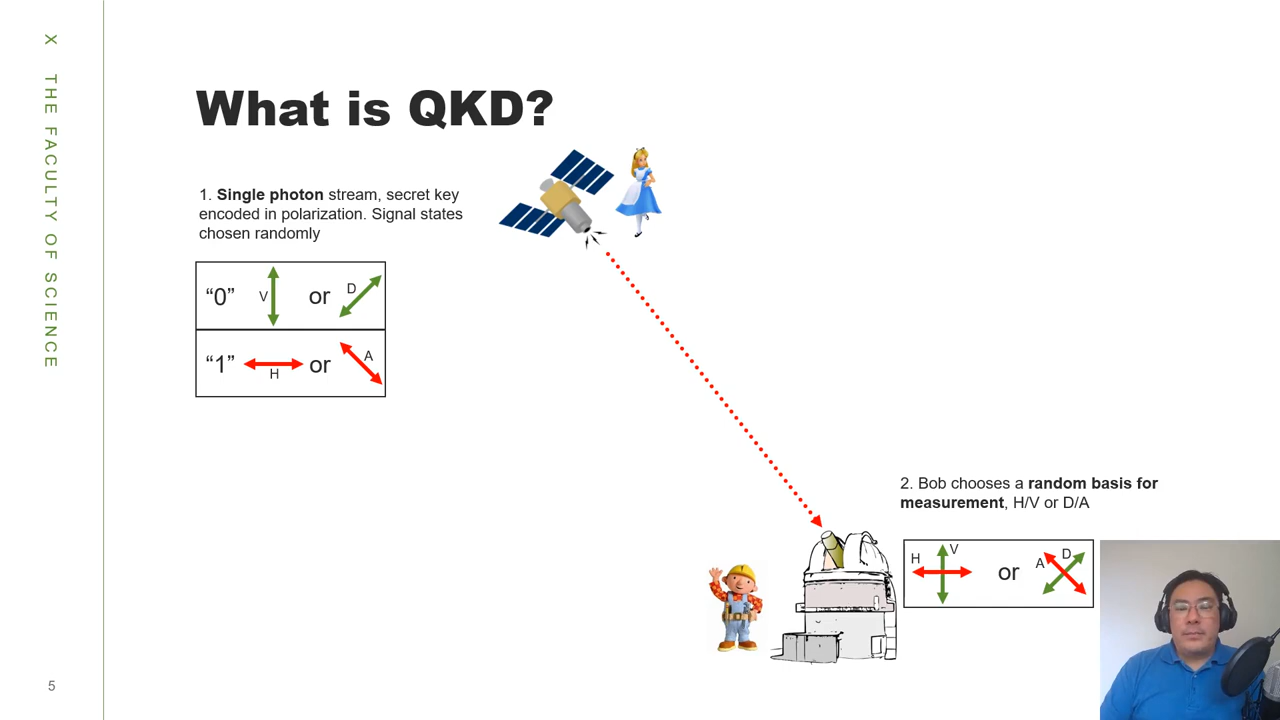 X THE FACULTY OF SCIENCE
What is QKD?
1. Single photon stream, secret key
encoded in polarization. Signal states
chosen randomly
“0” V or D
“1” H or A
2. Bob chooses a random basis for
measurement, H/V or D/A
H V or A D
5